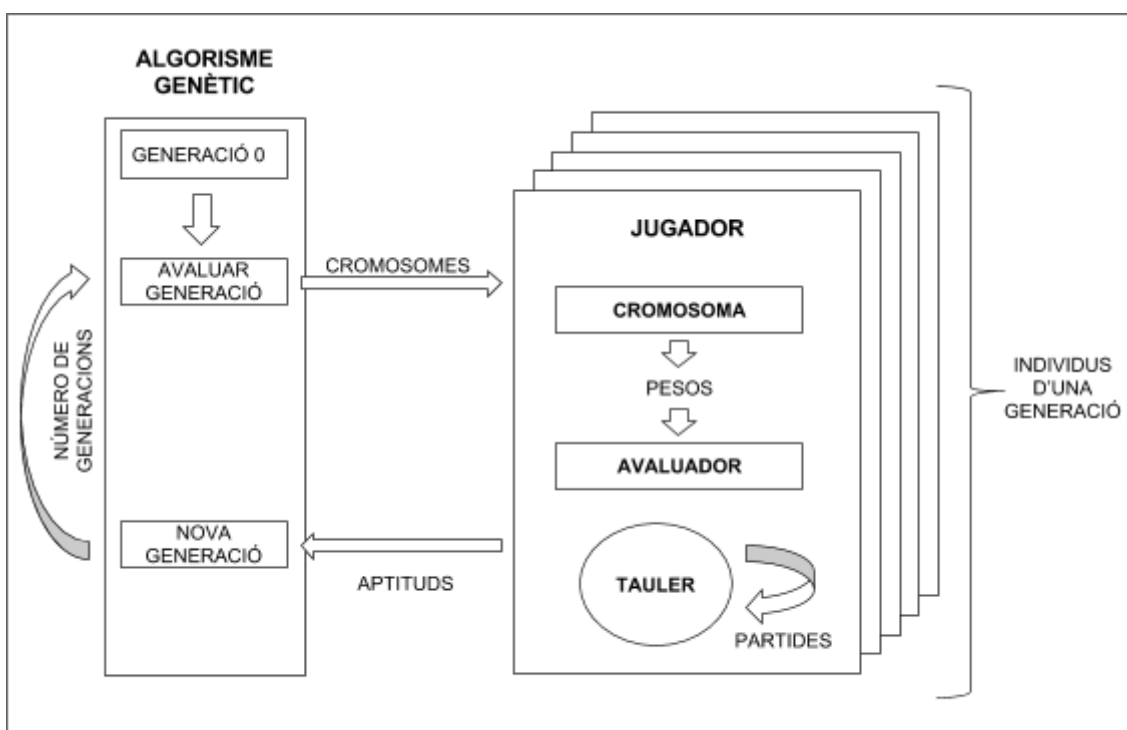 ALGORISME
GENÈTIC
GENERACIÓ 0
AVALUAR
GENERACIÓ
NÚMERO DE
GENERACIONS
NOVA
GENERACIÓ
CROMOSOMES
APTITUDS
JUGADOR
CROMOSOMA
PESOS
AVALUADOR
TAULER
PARTIDES
INDIVIDUS
D'UNA
GENERACIÓ